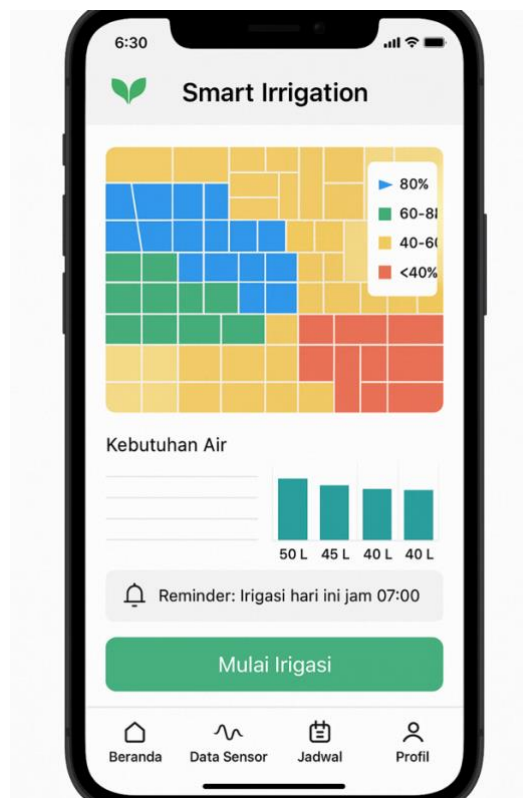 6:30
Smart Irrigation
80%
60-8
40-6
<40%
Kebutuhan Air
50 L 45 L 40 L 40 L
Reminder: Irigasi hari ini jam 07:00
Mulai Irigasi
Beranda Data Sensor Jadwal Profil